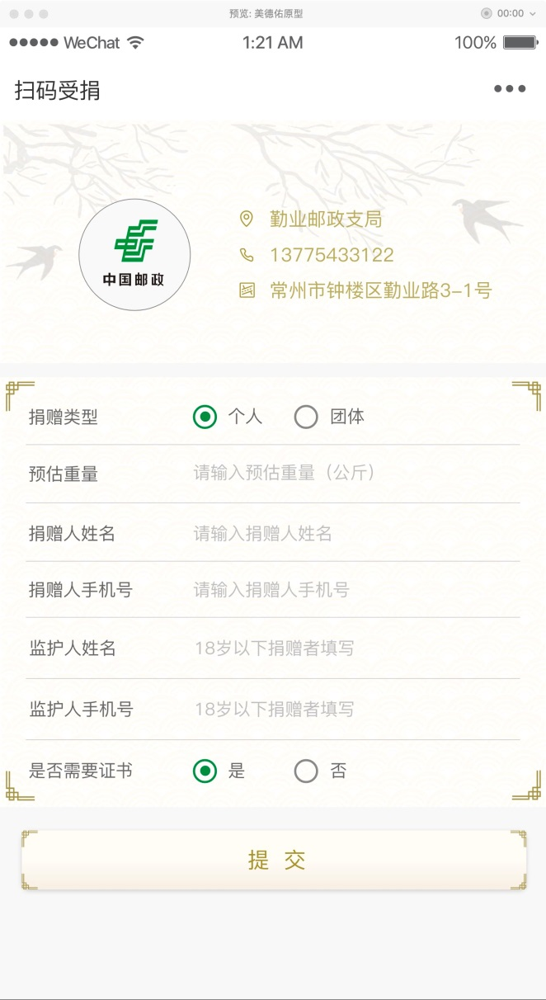 预览: 美德佑原型
00:00
WeChat
1:21 AM
100%
扫码受捐
中国邮政
勤业邮政支局
13775433122
常州市钟楼区勤业路3-1号
捐赠类型 个人 团体
预估重量 请输入预估重量（公斤）
捐赠人姓名 请输入捐赠人姓名
捐赠人手机号 请输入捐赠人手机号
监护人姓名 18岁以下捐赠者填写
监护人手机号 18岁以下捐赠者填写
是否需要证书 是 否
提 交